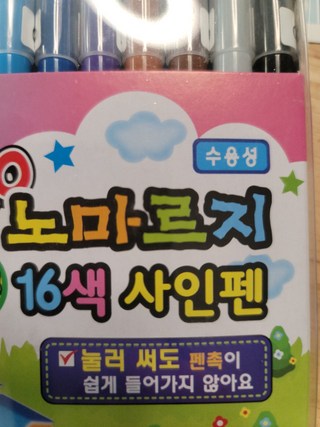 수용성
노마르지
16색 사인펜
눌러 써도 펜촉이
쉽게 들어가지 않아요